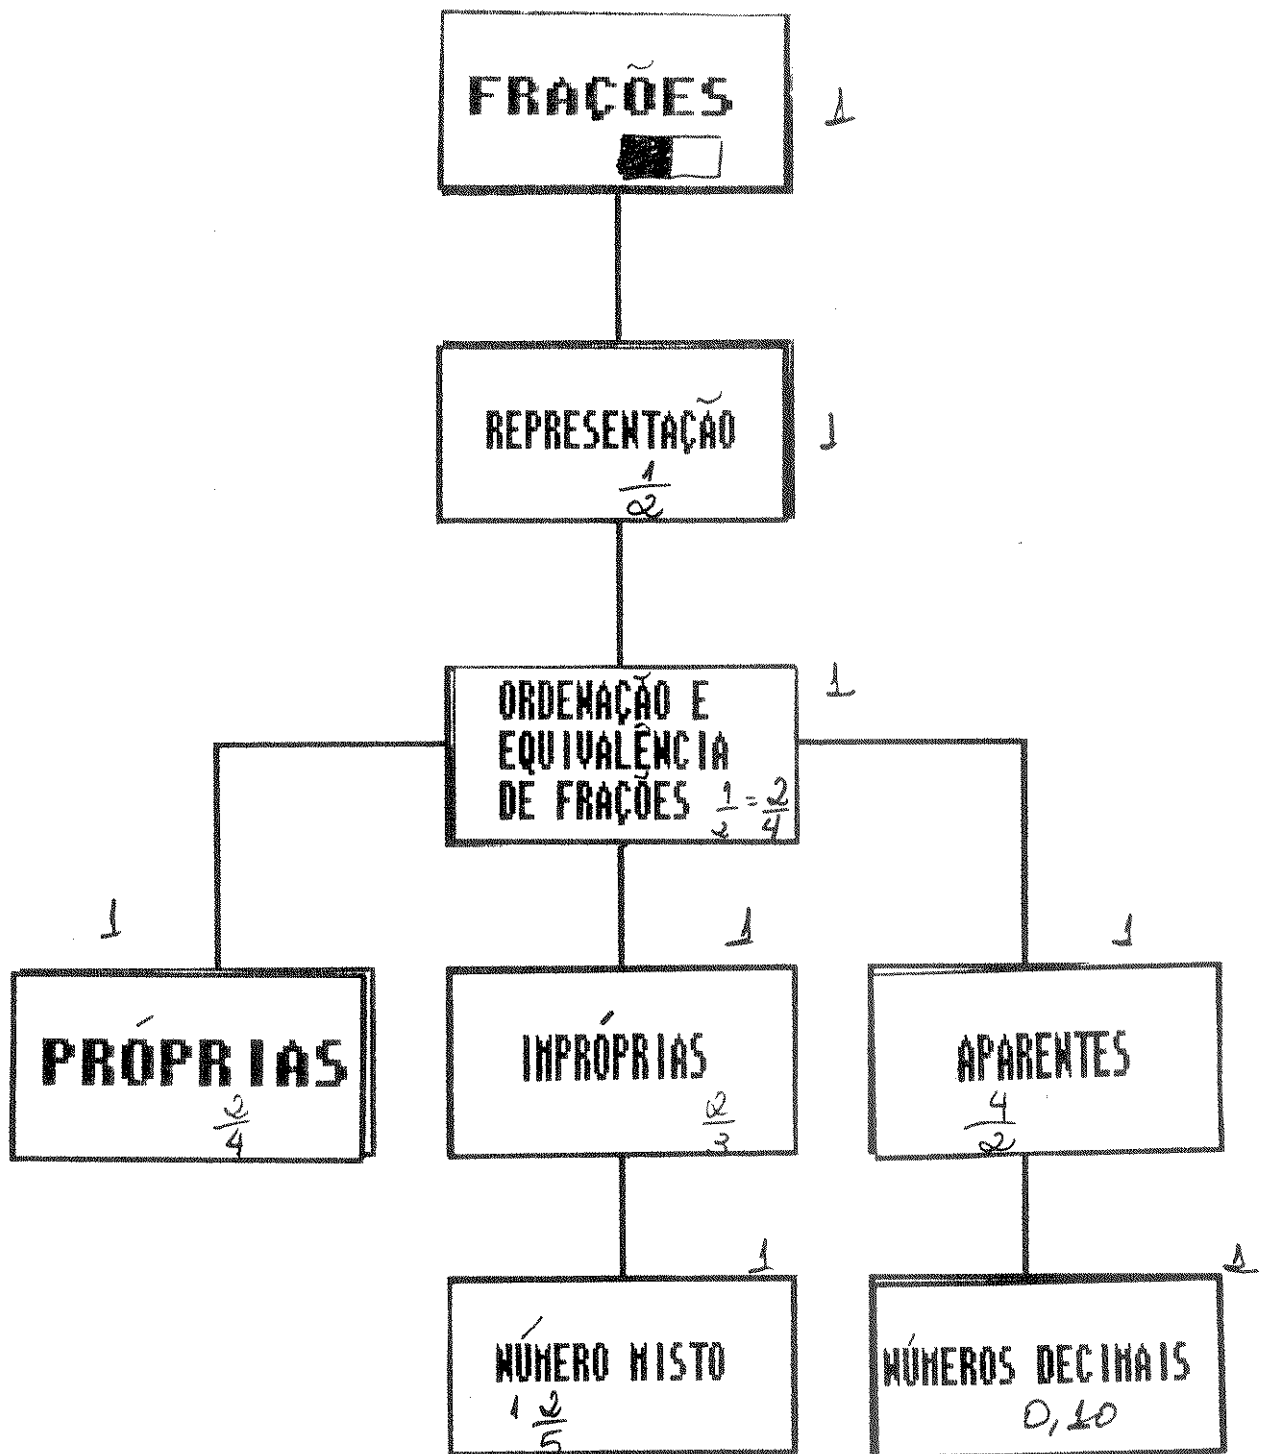 FRAÇÕES
1
REPRESENTAÇÃO
1
1/2
1
ORDENAÇÃO E
EQUIVALÊNCIA
DE FRAÇÕES 1/2 = 2/4
1
1
1
PRÓPRIAS
2/4
IMPRÓPRIAS
2/3
APARENTES
4/2
1
1
NÚMERO MISTO
1 2/5
NÚMEROS DECIMAIS
0,10